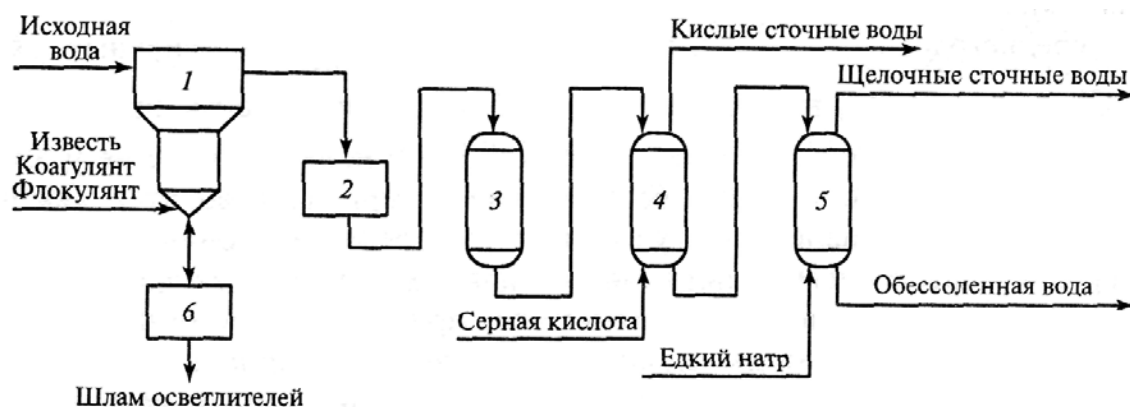 Исходная
вода
Кислые сточные воды
Щелочные сточные воды
1
Известь
Коагулянт
Флокулянт
2
3
4
5
6
Обессоленная вода
Серная кислота
Едкий натр
Шлам осветлителей